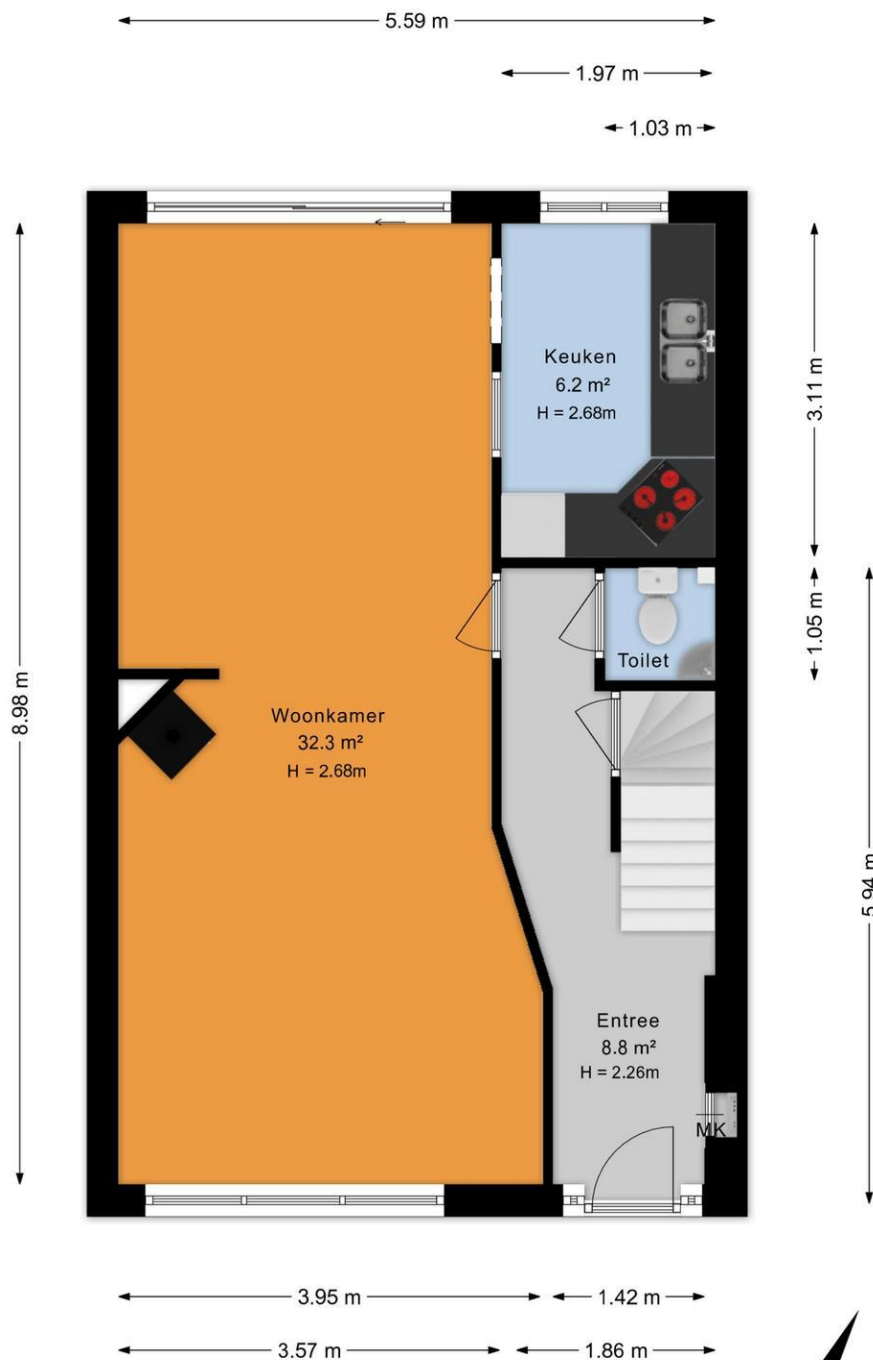 5.59 m
1.97 m
1.03 m
Keuken
6.2 m²
H = 2.68m
3.11 m
1.05 m
Toilet
8.98 m
Woonkamer
32.3 m²
H = 2.68m
5.94 m
Entree
8.8 m²
H = 2.26m
MK
3.95 m
1.42 m
3.57 m
1.86 m